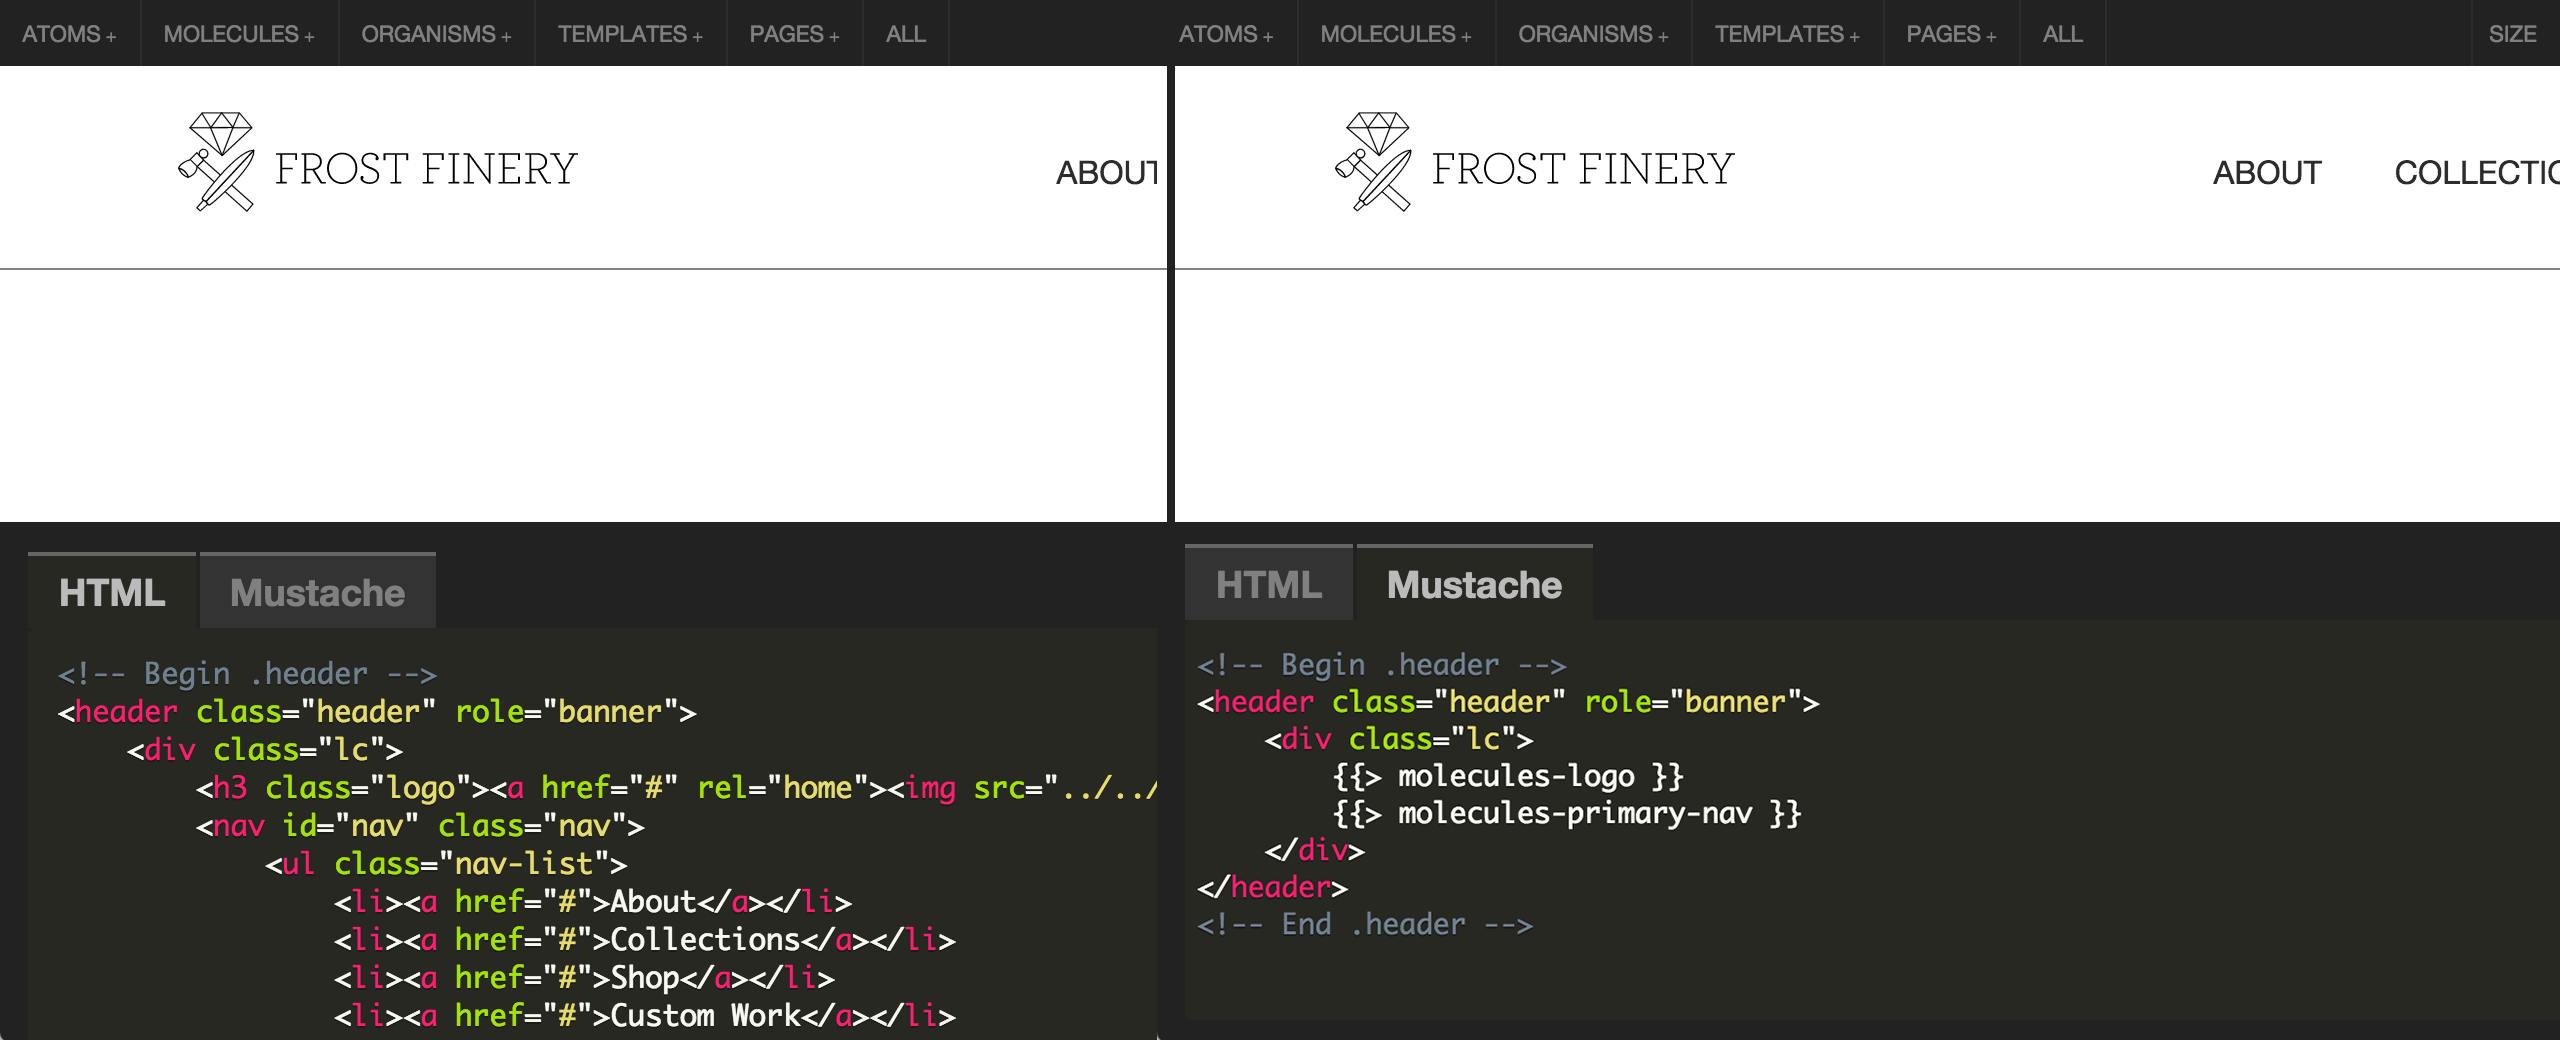 ATOMS + MOLECULES + ORGANISMS + TEMPLATES + PAGES + ALL
FROST FINERY
ABOUT
HTML Mustache
<!-- Begin .header -->
<header class="header" role="banner">
    <div class="lc">
        <h3 class="logo"><a href="#" rel="home"><img src="../../
        <nav id="nav" class="nav">
            <ul class="nav-list">
                <li><a href="#">About</a></li>
                <li><a href="#">Collections</a></li>
                <li><a href="#">Shop</a></li>
                <li><a href="#">Custom Work</a></li>
ATOMS + MOLECULES + ORGANISMS + TEMPLATES + PAGES + ALL SIZE
FROST FINERY
ABOUT COLLECTIO
HTML Mustache
<!-- Begin .header -->
<header class="header" role="banner">
    <div class="lc">
        {{> molecules-logo }}
        {{> molecules-primary-nav }}
    </div>
</header>
<!-- End .header -->